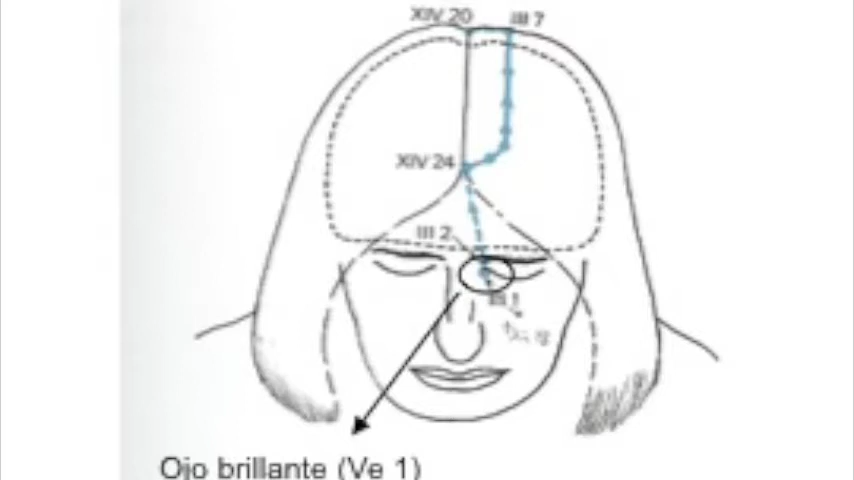 XIV 20
III 7
XIV 24
III 2
III 1
Ojo brillante (Ve 1)